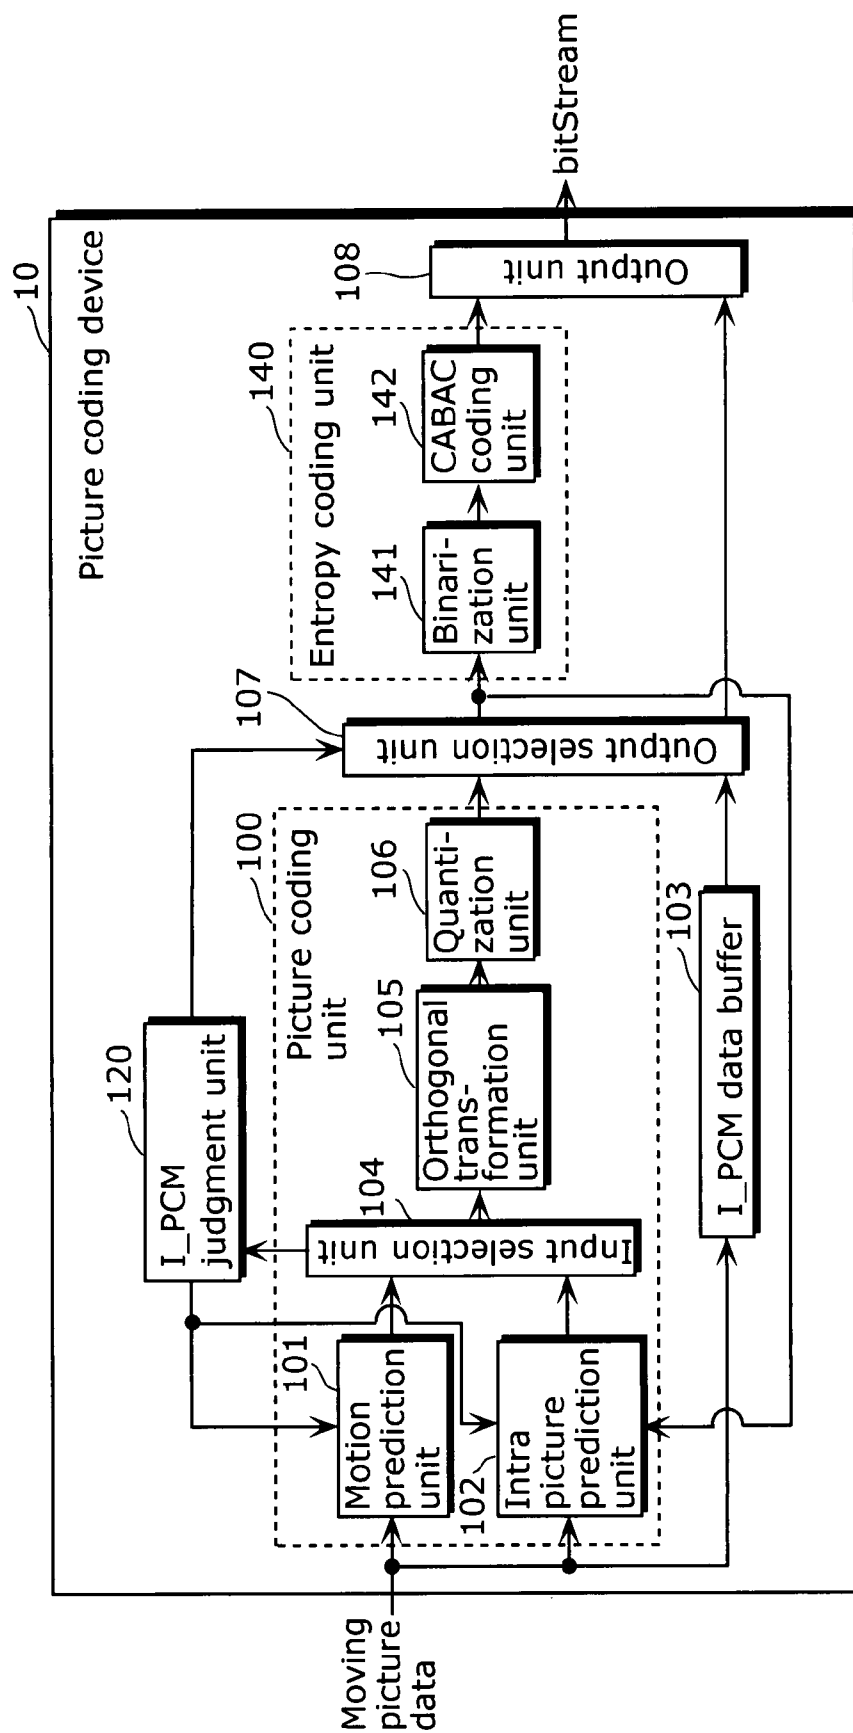 10
Picture coding device
120
I_PCM
judgment unit
100
Picture coding
unit
107
Output selection unit
140
Entropy coding unit
141
Binari-
zation
unit
142
CABAC
coding
unit
108
Output unit
bitStream
101
Motion
prediction
unit
104
Input selection unit
105
Orthogonal
trans-
formation
unit
106
Quanti-
zation
unit
Moving
picture
data
102
Intra
picture
prediction
unit
103
I_PCM data buffer